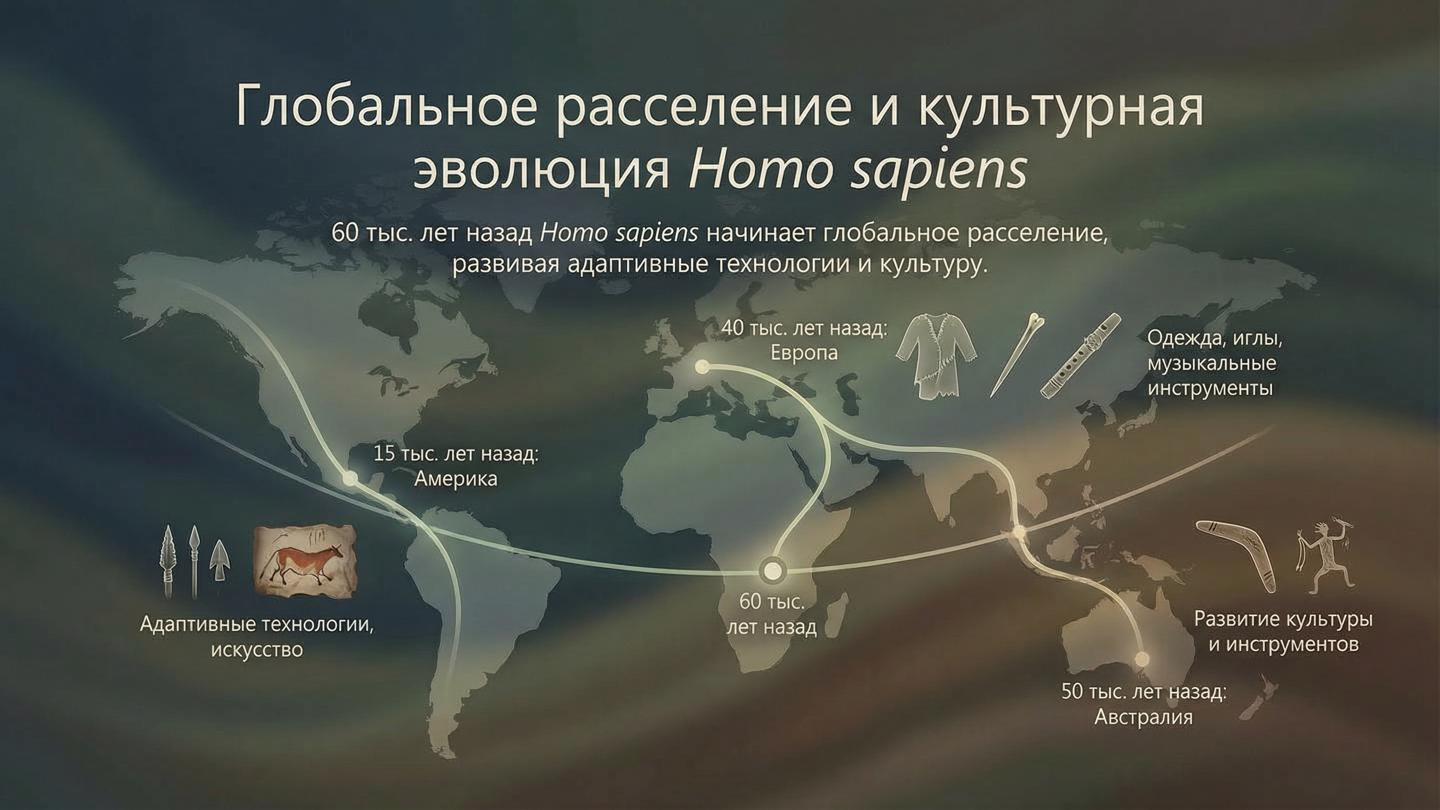 Глобальное расселение и культурная
эволюция Homo sapiens
60 тыс. лет назад Homo sapiens начинает глобальное расселение,
развивая адаптивные технологии и культуру.
40 тыс. лет назад:
Европа
Одежда, иглы,
музыкальные
инструменты
15 тыс. лет назад:
Америка
Адаптивные технологии,
искусство
60 тыс.
лет назад
Развитие культуры
и инструментов
50 тыс. лет назад:
Австралия